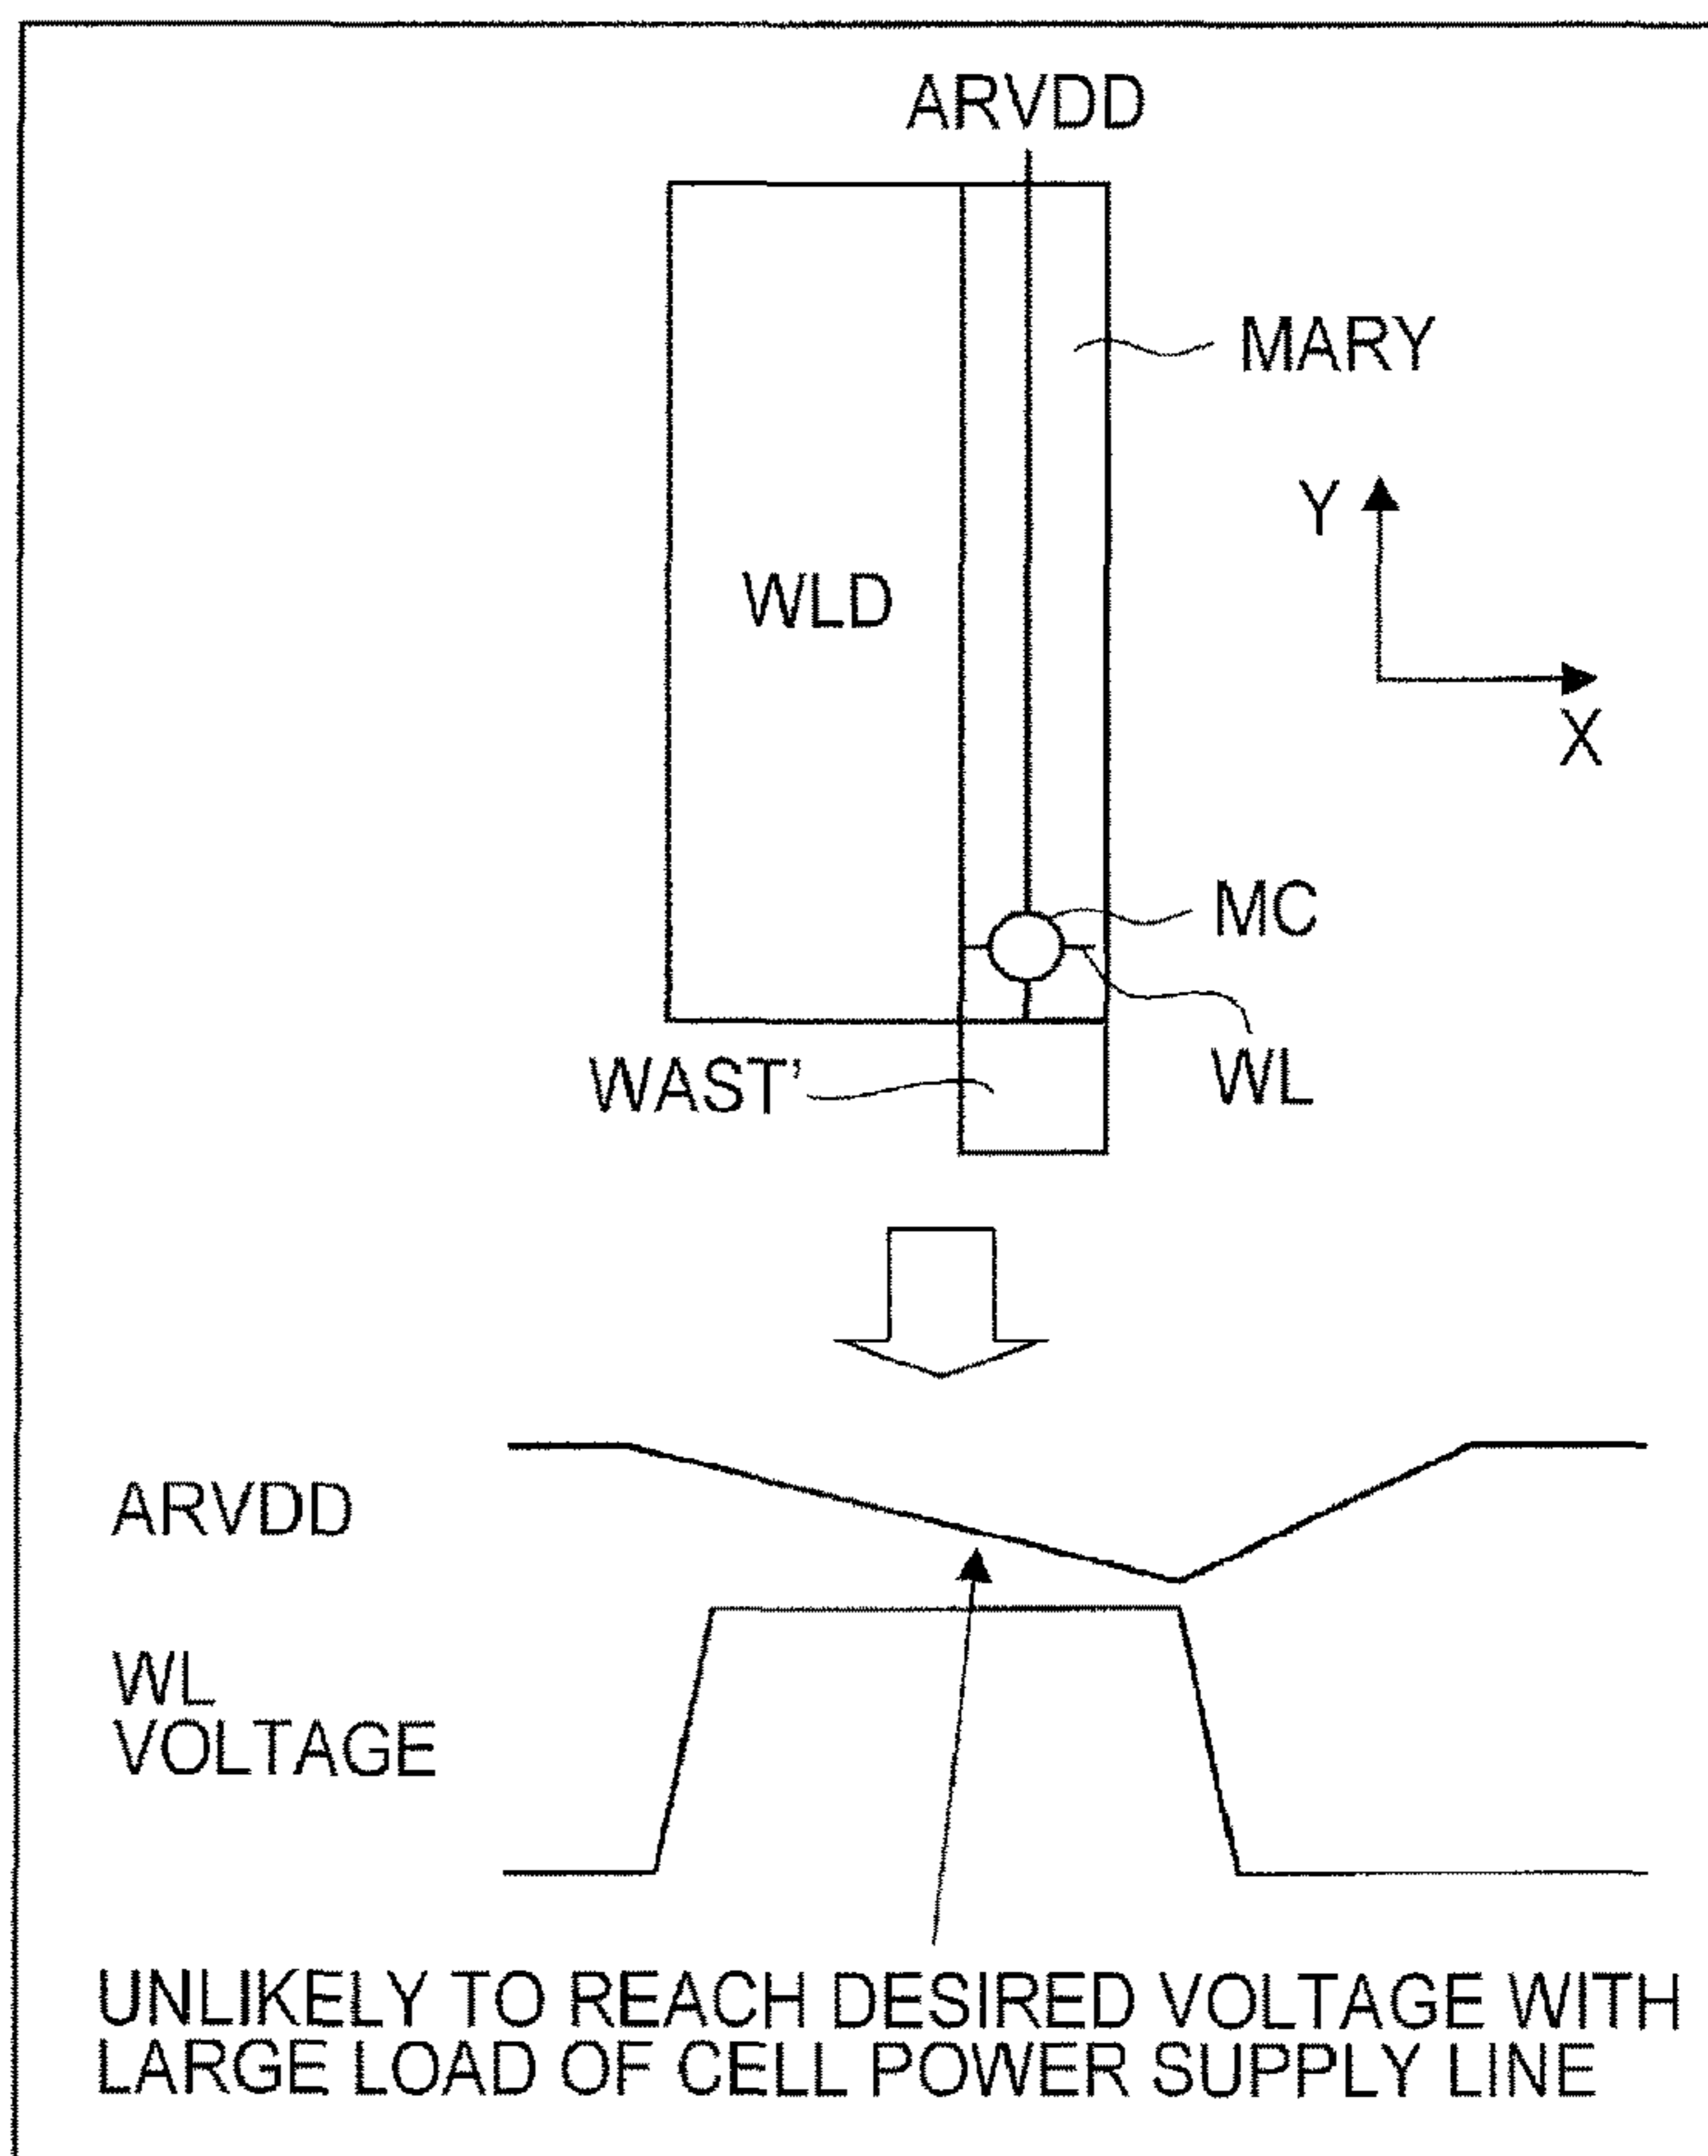 ARVDD
MARY
Y
WLD
X
MC
WAST'
WL
ARVDD
WL
VOLTAGE
UNLIKELY TO REACH DESIRED VOLTAGE WITH
LARGE LOAD OF CELL POWER SUPPLY LINE